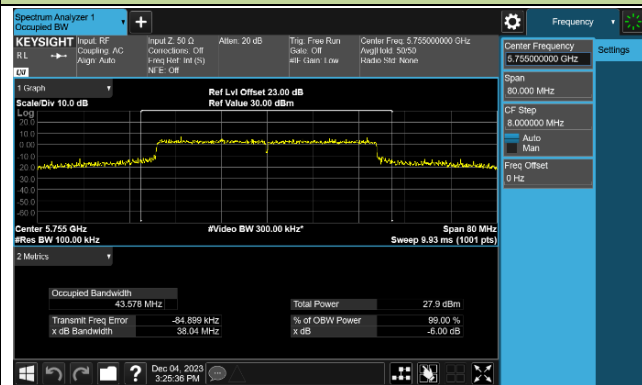 Spectrum Analyzer 1
Occupied BW
Frequency
KEYSIGHT
Input: RF
Coupling: AC
Align: Auto
Input Z: 50 Ω
Corrections: Off
Freq Ref: Int (S)
NFE: Off
Atten: 20 dB
Trig: Free Run
Gate: Off
#IF Gain: Low
Center Freq: 5.755000000 GHz
Avg|Hold: 50/50
Radio Std: None
RL
LXI
Center Frequency
5.755000000 GHz
Settings
Span
80.000 MHz
CF Step
8.000000 MHz
Auto
Man
Freq Offset
0 Hz
1 Graph
Scale/Div 10.0 dB
Ref Lvl Offset 23.00 dB
Ref Value 30.00 dBm
Log
20.0
10.0
0.00
-10.0
-20.0
-30.0
-40.0
-50.0
-60.0
Center 5.755 GHz
#Res BW 100.00 kHz
#Video BW 300.00 kHz*
Span 80 MHz
Sweep 9.93 ms (1001 pts)
2 Metrics
Occupied Bandwidth
43.578 MHz
Total Power 27.9 dBm
Transmit Freq Error -84.899 kHz
% of OBW Power 99.00 %
x dB Bandwidth 38.04 MHz
x dB -6.00 dB
Dec 04, 2023
3:25:36 PM